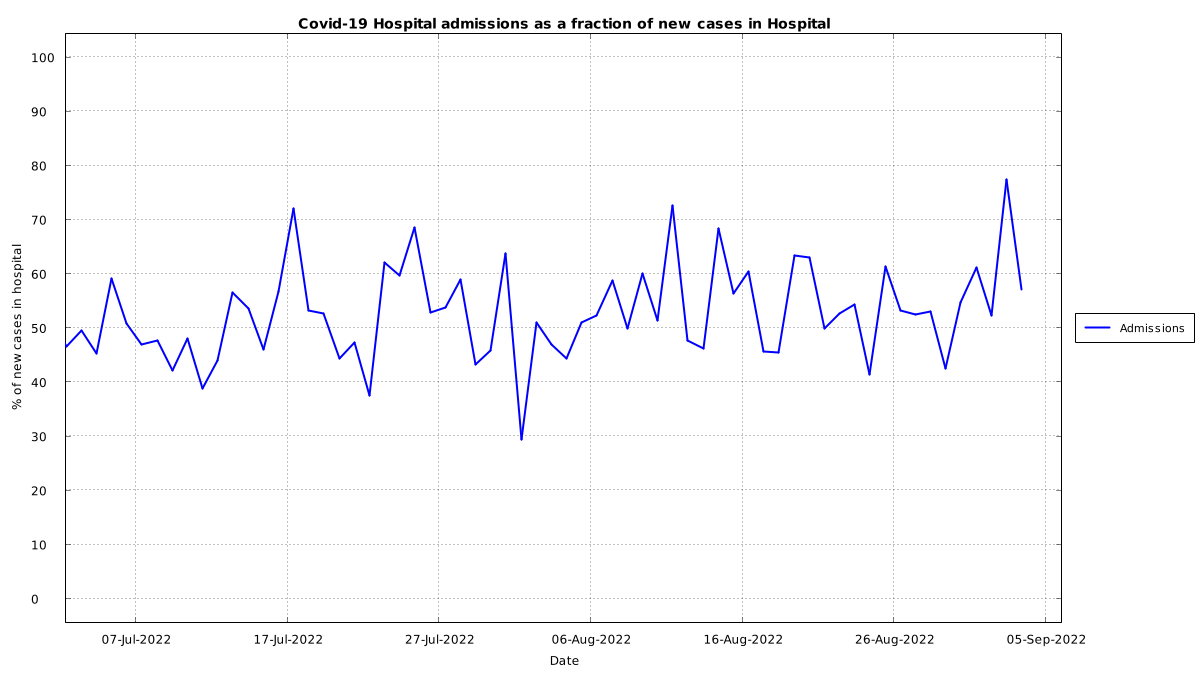 Covid-19 Hospital admissions as a fraction of new cases in Hospital
100
90
80
70
60
50
40
30
20
10
0
% of new cases in hospital
07-Jul-2022
17-Jul-2022
27-Jul-2022
06-Aug-2022
16-Aug-2022
26-Aug-2022
05-Sep-2022
Date
Admissions